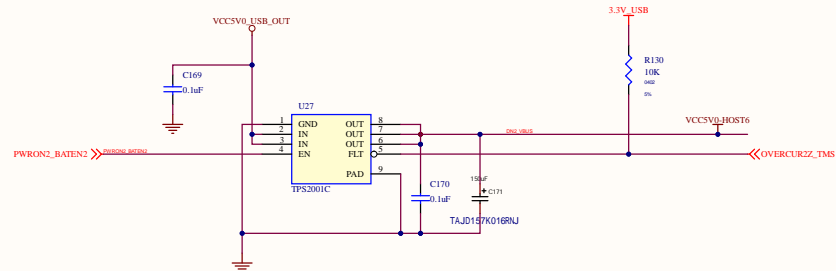 3.3V_USB
VCC5V0_USB_OUT
C169
0.1uF
R130
10K
0402
5%
U27
1 GND OUT 8
2 IN OUT 7
3 IN OUT 6
4 EN FLT 5
PAD 9
TPS2001C
DN2_VBUS
VCC5V0-HOST6
PWRON2_BATEN2
PWRON2_BATEN2
OVERCUR2Z_TMS
C170
0.1uF
150uF
+
C171
TAJD157K016RNJ